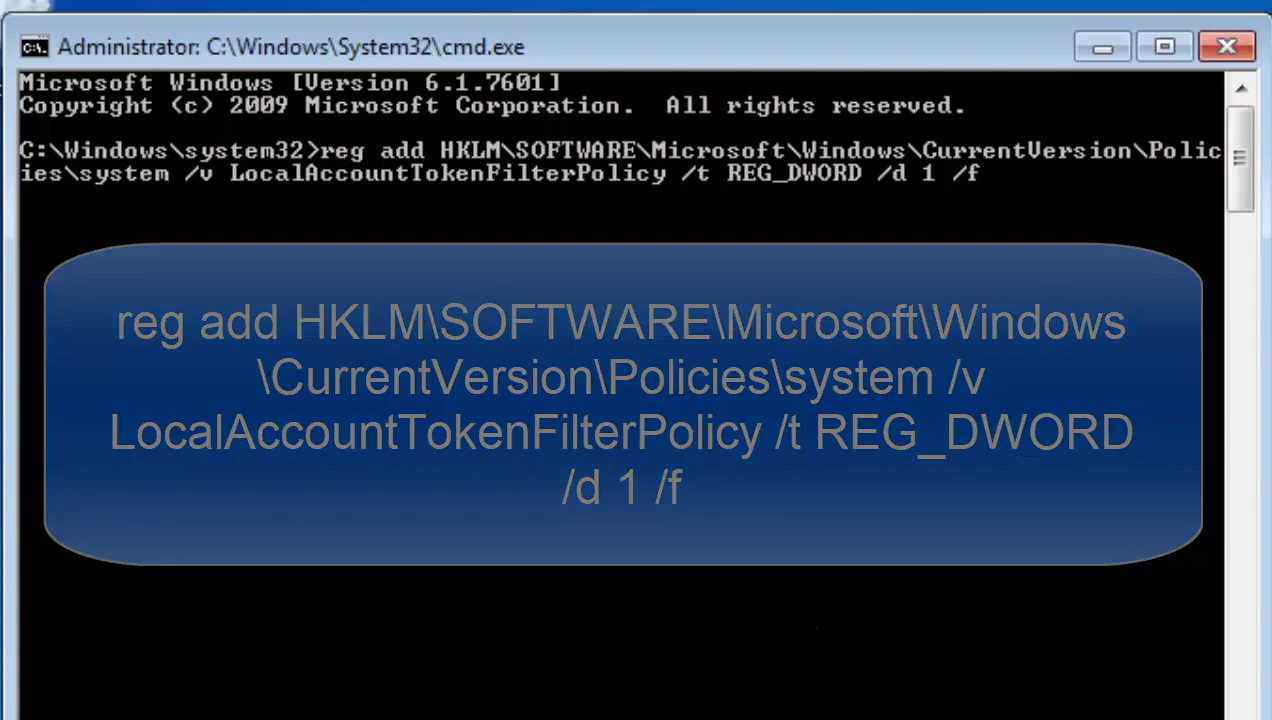 Administrator: C:\Windows\System32\cmd.exe
Microsoft Windows [Version 6.1.7601]
Copyright (c) 2009 Microsoft Corporation.  All rights reserved.
C:\Windows\system32>reg add HKLM\SOFTWARE\Microsoft\Windows\CurrentVersion\Polic
ies\system /v LocalAccountTokenFilterPolicy /t REG_DWORD /d 1 /f
reg add HKLM\SOFTWARE\Microsoft\Windows
\CurrentVersion\Policies\system /v
LocalAccountTokenFilterPolicy /t REG_DWORD
/d 1 /f